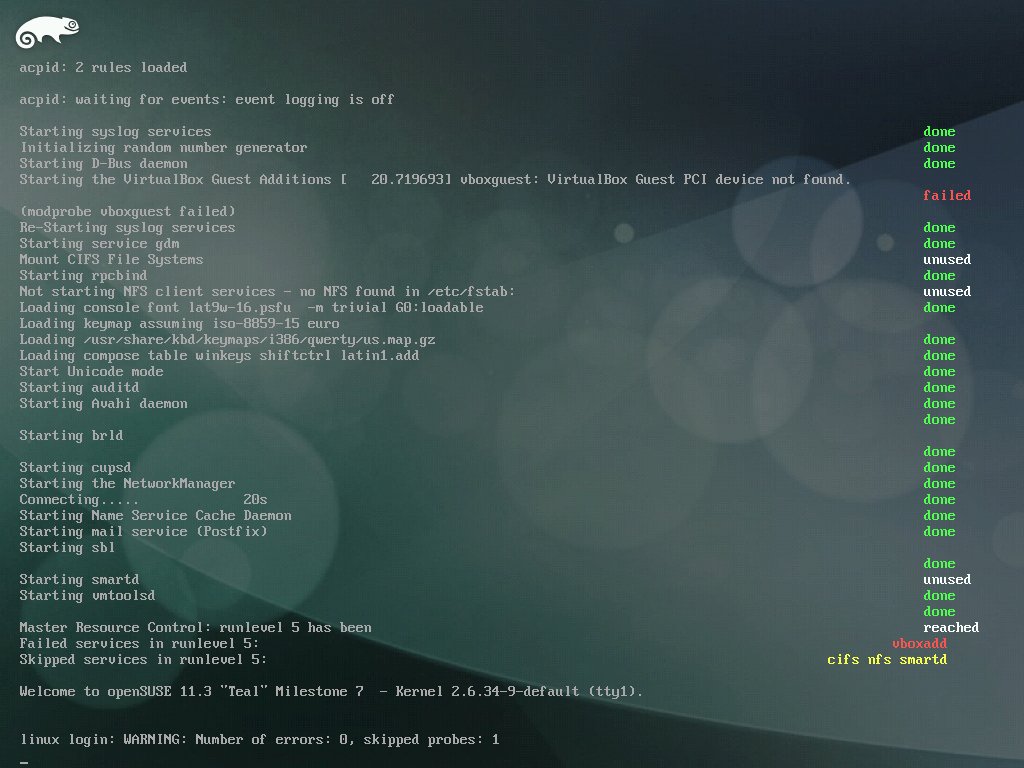 acpid: 2 rules loaded
acpid: waiting for events: event logging is off
Starting syslog services done
Initializing random number generator done
Starting D-Bus daemon done
Starting the VirtualBox Guest Additions [   20.719693] vboxguest: VirtualBox Guest PCI device not found.
failed
(modprobe vboxguest failed)
Re-Starting syslog services done
Starting service gdm done
Mount CIFS File Systems unused
Starting rpcbind done
Not starting NFS client services - no NFS found in /etc/fstab: unused
Loading console font lat9w-16.psfu  -m trivial G0:loadable done
Loading keymap assuming iso-8859-15 euro
Loading /usr/share/kbd/keymaps/i386/qwerty/us.map.gz done
Loading compose table winkeys shiftctrl latin1.add done
Start Unicode mode done
Starting auditd done
Starting Avahi daemon done
done
Starting brld
done
Starting cupsd done
Starting the NetworkManager done
Connecting..... 20s done
Starting Name Service Cache Daemon done
Starting mail service (Postfix) done
Starting sbl
done
Starting smartd unused
Starting vmtoolsd done
done
Master Resource Control: runlevel 5 has been reached
Failed services in runlevel 5: vboxadd
Skipped services in runlevel 5: cifs nfs smartd
Welcome to openSUSE 11.3 "Teal" Milestone 7  - Kernel 2.6.34-9-default (tty1).
linux login: WARNING: Number of errors: 0, skipped probes: 1
_